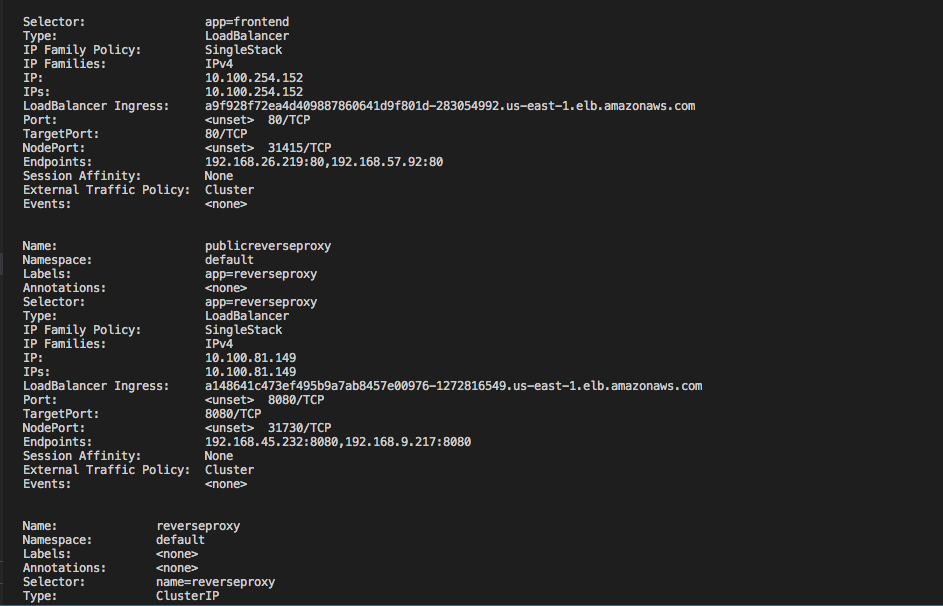 Selector: app=frontend
Type: LoadBalancer
IP Family Policy: SingleStack
IP Families: IPv4
IP: 10.100.254.152
IPs: 10.100.254.152
LoadBalancer Ingress: a9f928f72ea4d409887860641d9f801d-283054992.us-east-1.elb.amazonaws.com
Port: <unset> 80/TCP
TargetPort: 80/TCP
NodePort: <unset> 31415/TCP
Endpoints: 192.168.26.219:80,192.168.57.92:80
Session Affinity: None
External Traffic Policy: Cluster
Events: <none>
Name: publicreverseproxy
Namespace: default
Labels: app=reverseproxy
Annotations: <none>
Selector: app=reverseproxy
Type: LoadBalancer
IP Family Policy: SingleStack
IP Families: IPv4
IP: 10.100.81.149
IPs: 10.100.81.149
LoadBalancer Ingress: a148641c473ef495b9a7ab8457e00976-1272816549.us-east-1.elb.amazonaws.com
Port: <unset> 8080/TCP
TargetPort: 8080/TCP
NodePort: <unset> 31730/TCP
Endpoints: 192.168.45.232:8080,192.168.9.217:8080
Session Affinity: None
External Traffic Policy: Cluster
Events: <none>
Name: reverseproxy
Namespace: default
Labels: <none>
Annotations: <none>
Selector: name=reverseproxy
Type: ClusterIP